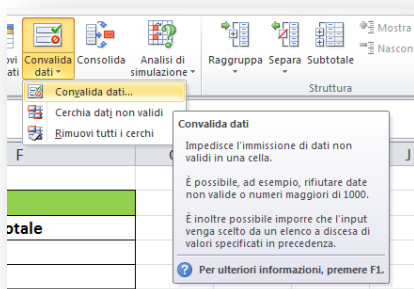 Mostra
Nascon
ovi Convalida Consolida Analisi di Raggruppa Separa Subtotale
ati dati simulazione
Struttura
Convalida dati...
Cerchia dati non validi
Rimuovi tutti i cerchi
Convalida dati
Impedisce l'immissione di dati non
validi in una cella.
È possibile, ad esempio, rifiutare date
non valide o numeri maggiori di 1000.
È inoltre possibile imporre che l'input
venga scelto da un elenco a discesa di
valori specificati in precedenza.
Per ulteriori informazioni, premere F1.
F
J
otale